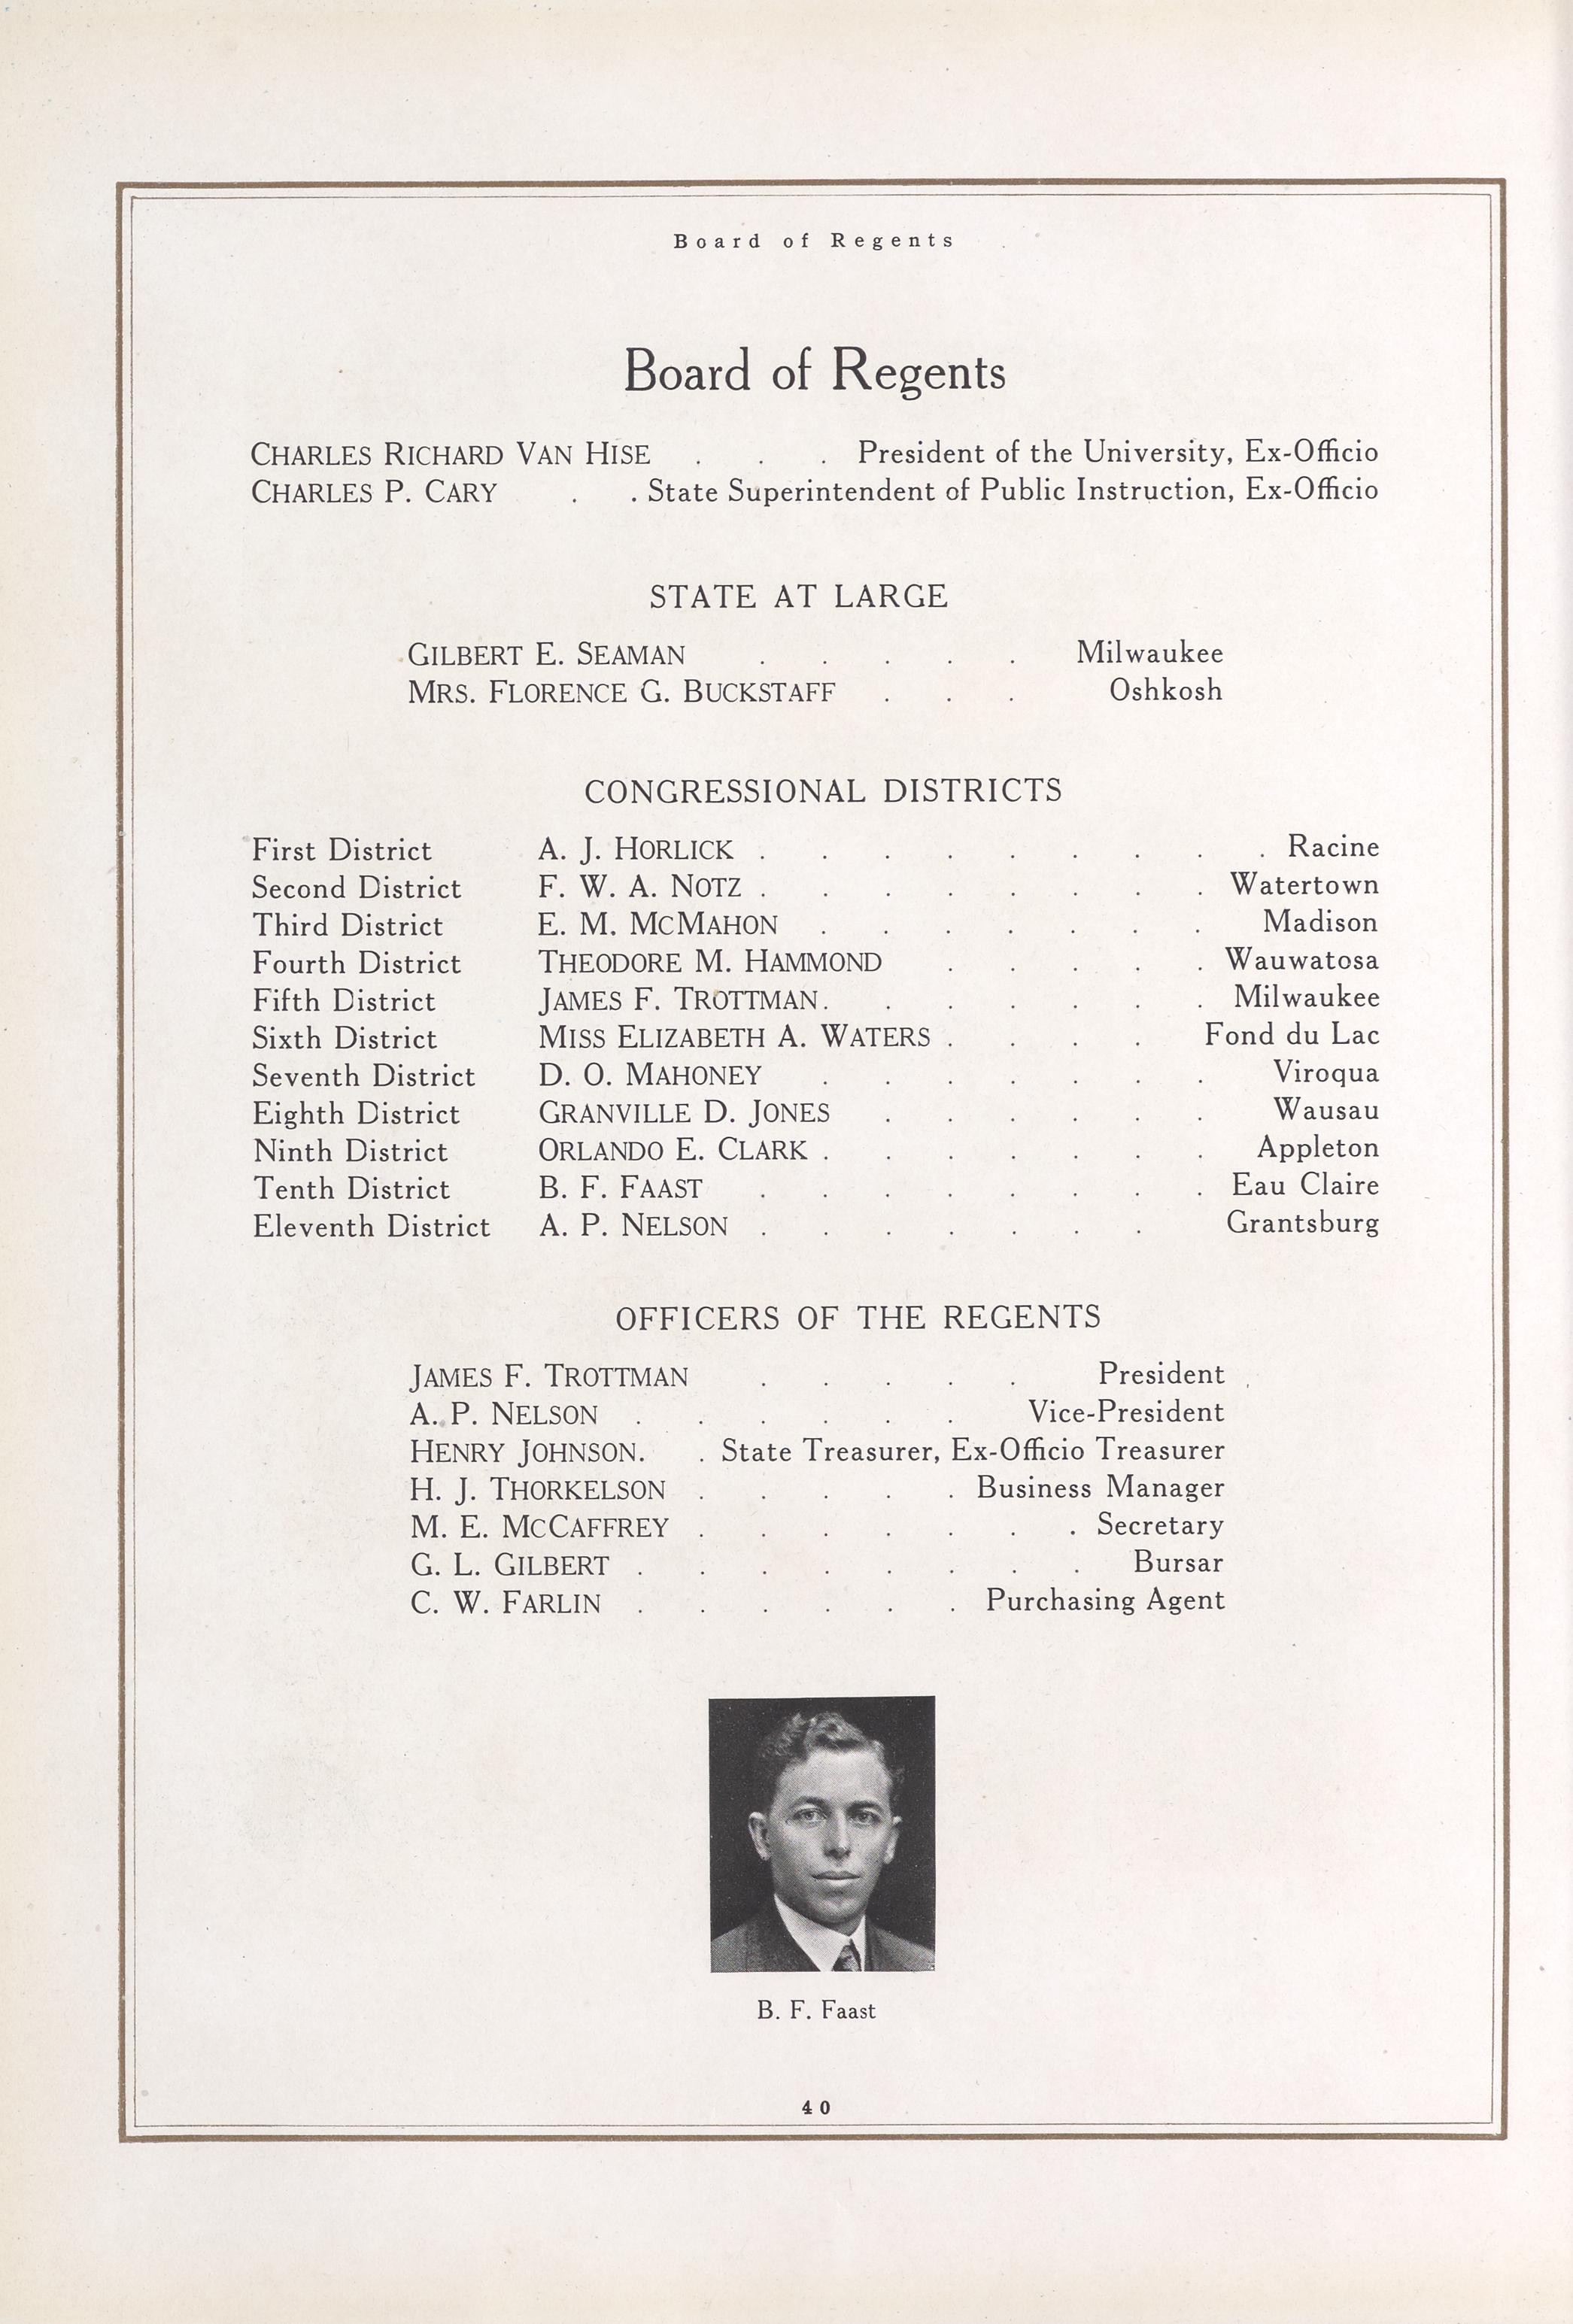 Board of Regents
Board of Regents
CHARLES RICHARD VAN HISE . . . President of the University, Ex-Officio
CHARLES P. CARY . . State Superintendent of Public Instruction, Ex-Officio
STATE AT LARGE
GILBERT E. SEAMAN . . . . . Milwaukee
MRS. FLORENCE G. BUCKSTAFF . . . Oshkosh
CONGRESSIONAL DISTRICTS
First District A. J. HORLICK . . . . . . . . . Racine
Second District F. W. A. NOTZ . . . . . . . . Watertown
Third District E. M. MCMAHON . . . . . . . Madison
Fourth District THEODORE M. HAMMOND . . . . . Wauwatosa
Fifth District JAMES F. TROTTMAN . . . . . . . Milwaukee
Sixth District MISS ELIZABETH A. WATERS . . . . Fond du Lac
Seventh District D. O. MAHONEY . . . . . . . Viroqua
Eighth District GRANVILLE D. JONES . . . . . . Wausau
Ninth District ORLANDO E. CLARK . . . . . . . Appleton
Tenth District B. F. FAAST . . . . . . . . Eau Claire
Eleventh District A. P. NELSON . . . . . . . Grantsburg
OFFICERS OF THE REGENTS
JAMES F. TROTTMAN . . . . . President
A. P. NELSON . . . . . . Vice-President
HENRY JOHNSON. . State Treasurer, Ex-Officio Treasurer
H. J. THORKELSON . . . . . Business Manager
M. E. MCCAFFREY . . . . . . . Secretary
G. L. GILBERT . . . . . . . . Bursar
C. W. FARLIN . . . . . . Purchasing Agent
B. F. Faast
40